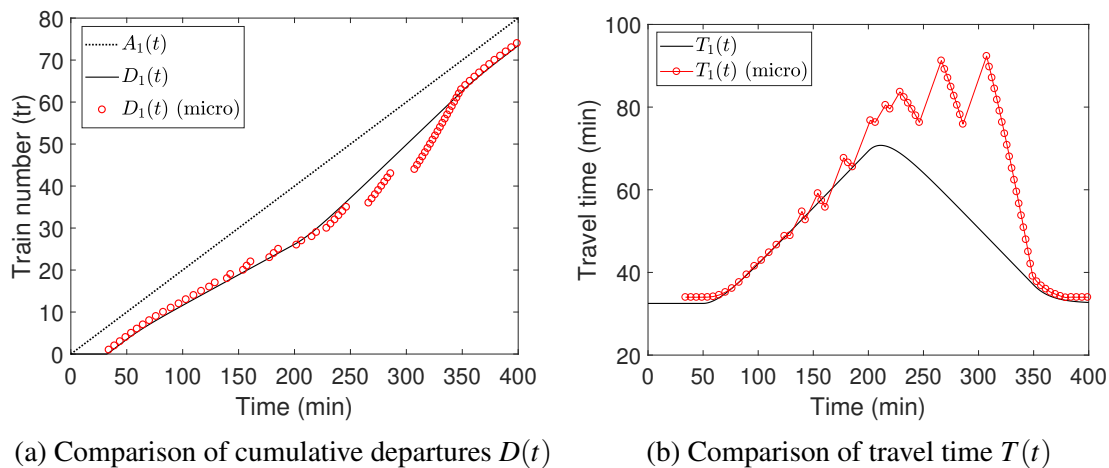 80
70
60
50
40
30
20
10
0
Train number (tr)
A₁(t)
D₁(t)
D₁(t) (micro)
0 50 100 150 200 250 300 350 400
Time (min)
(a) Comparison of cumulative departures D(t)
100
80
60
40
20
Travel time (min)
T₁(t)
T₁(t) (micro)
0 50 100 150 200 250 300 350 400
Time (min)
(b) Comparison of travel time T(t)